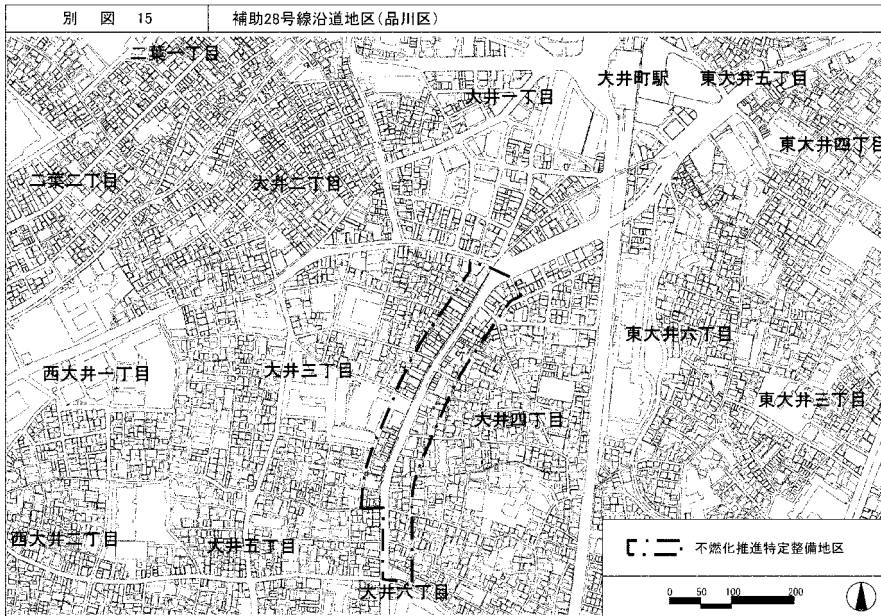 別 図 15
補助28号線沿道地区(品川区)
二葉一丁目
大井一丁目
大井町駅
東大井五丁目
東大井四丁目
二葉二丁目
大井二丁目
東大井六丁目
西大井一丁目
大井三丁目
東大井三丁目
大井四丁目
西大井二丁目
大井五丁目
大井六丁目
不燃化推進特定整備地区
0 50 100 200